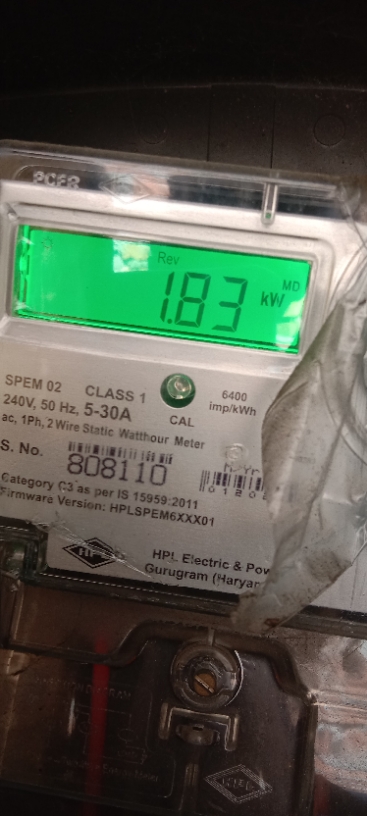 Rev
1.83 kW MD
SPEM 02 CLASS 1
6400
imp/kWh
240V, 50 Hz, 5-30A
CAL
ac, 1Ph, 2 Wire Static Watthour Meter
S. No.
808110
Category C3 as per IS 15959:2011
Firmware Version: HPLSPEM6XXX01
HPL
HPL Electric &
Gurugram
HPL